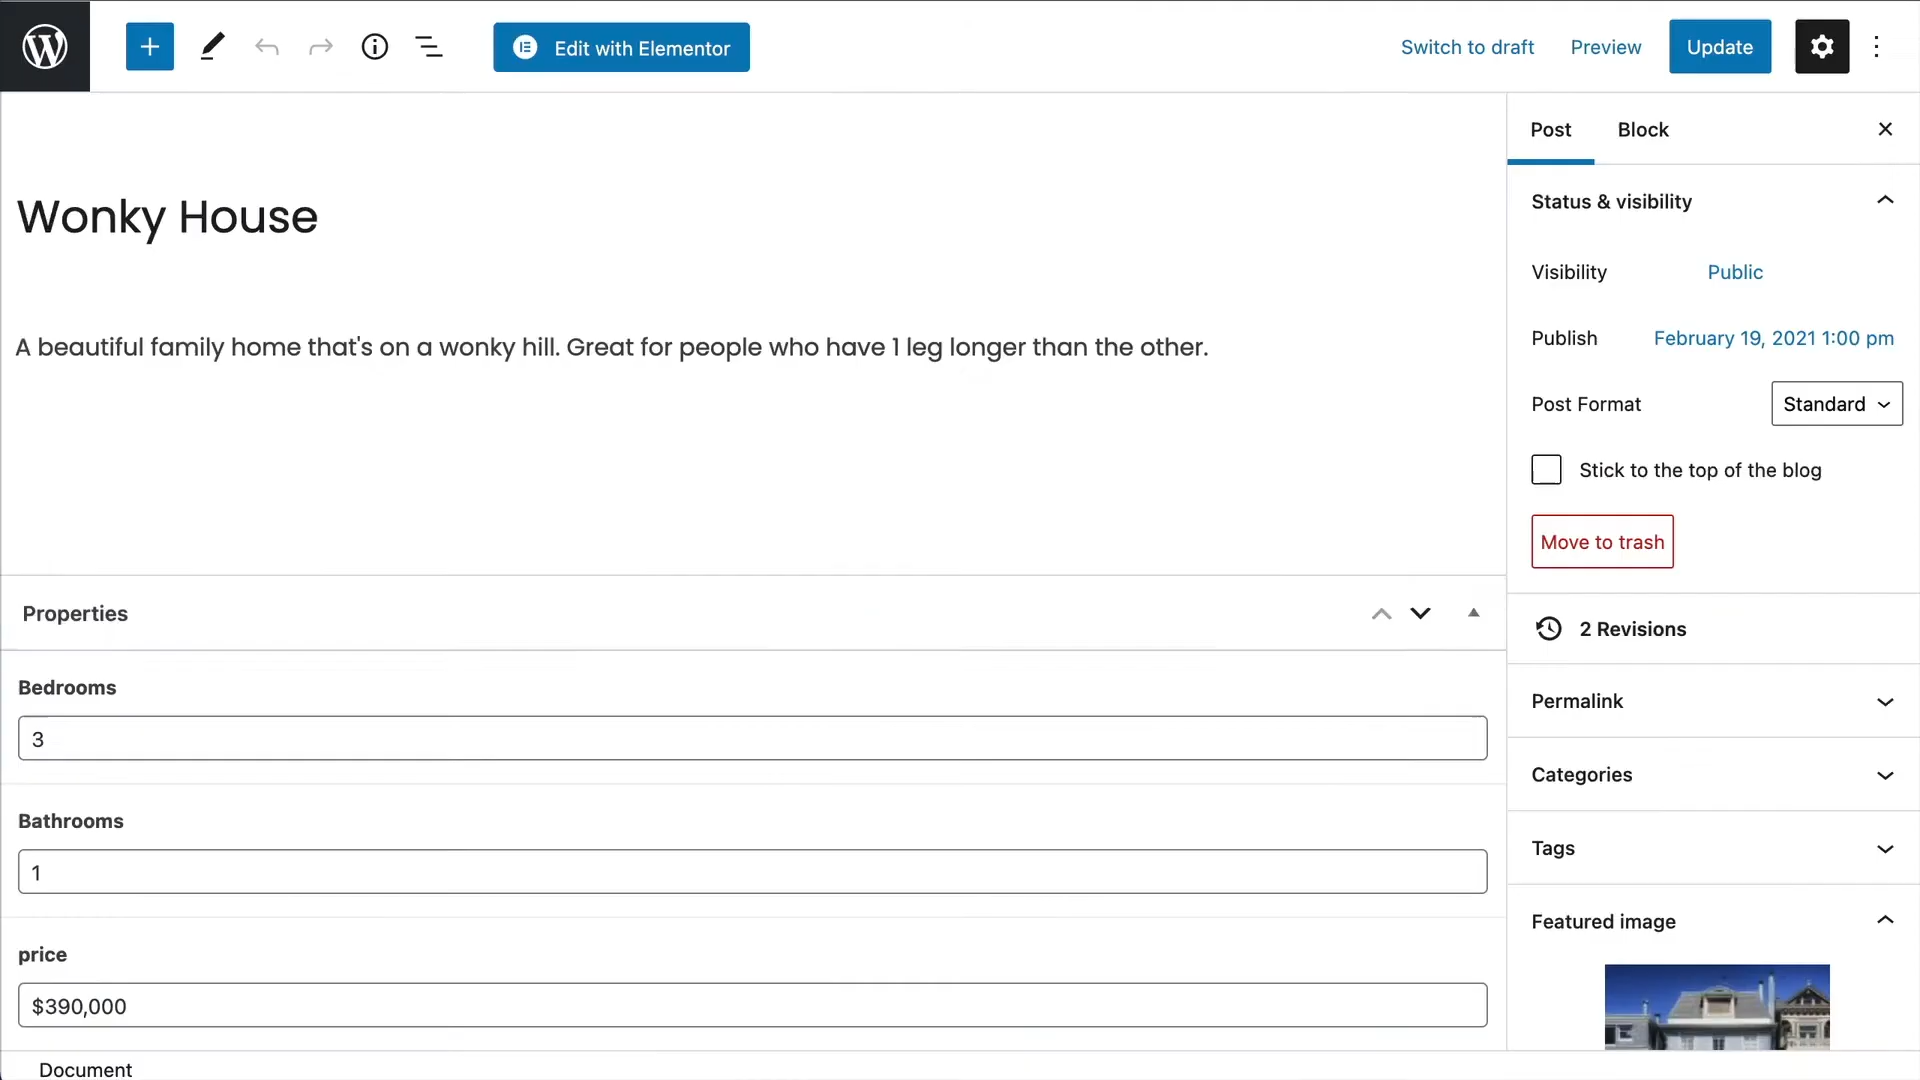 Edit with Elementor
Switch to draft
Preview
Update
Post
Block
Wonky House
A beautiful family home that's on a wonky hill. Great for people who have 1 leg longer than the other.
Status & visibility
Visibility
Public
Publish
February 19, 2021 1:00 pm
Post Format
Standard
Stick to the top of the blog
Move to trash
2 Revisions
Permalink
Categories
Tags
Featured image
Properties
Bedrooms
3
Bathrooms
1
price
$390,000
Document